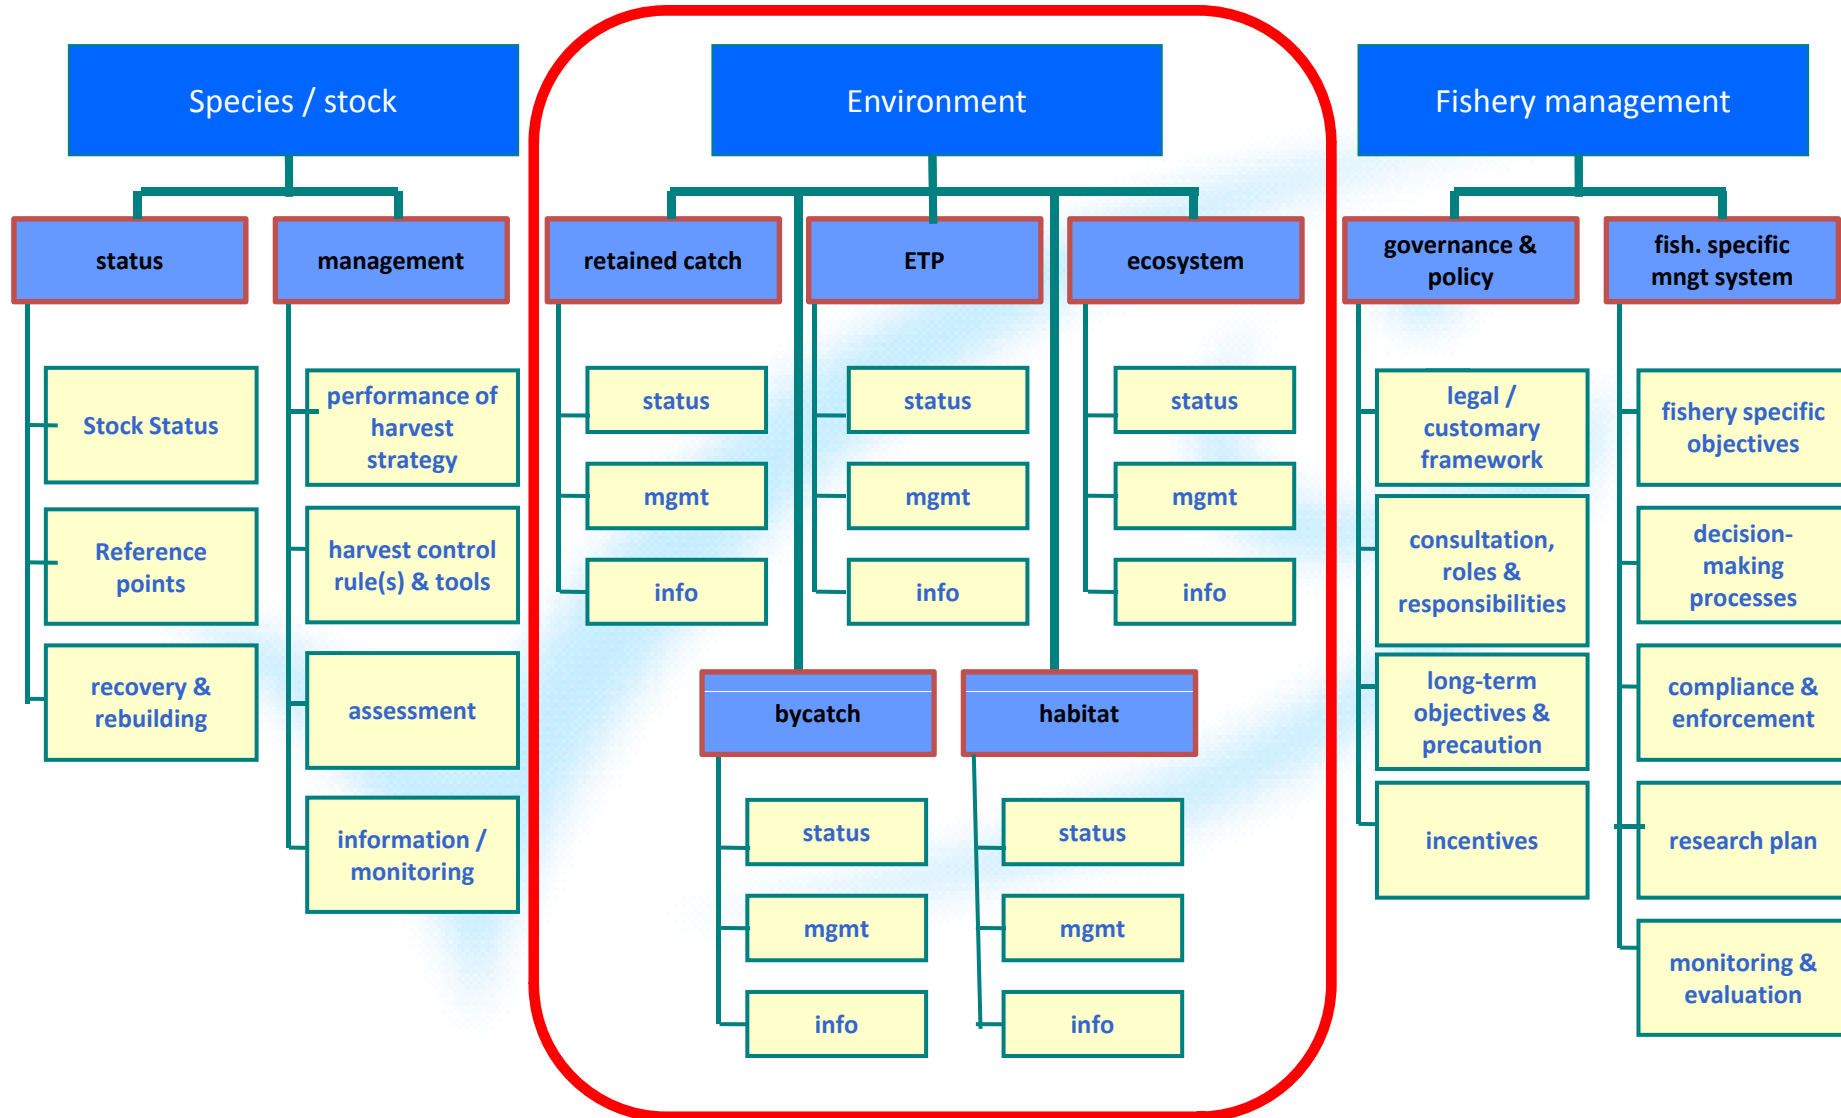 Species / stock
Environment
Fishery management
status
management
retained catch
ETP
ecosystem
governance &
policy
fish. specific
mngt system
Stock Status
Reference
points
recovery &
rebuilding
performance of
harvest
strategy
harvest control
rule(s) & tools
assessment
information /
monitoring
status
mgmt
info
status
mgmt
info
status
mgmt
info
bycatch
habitat
status
mgmt
info
status
mgmt
info
legal /
customary
framework
consultation,
roles &
responsibilities
long-term
objectives &
precaution
incentives
fishery specific
objectives
decision-
making
processes
compliance &
enforcement
research plan
monitoring &
evaluation